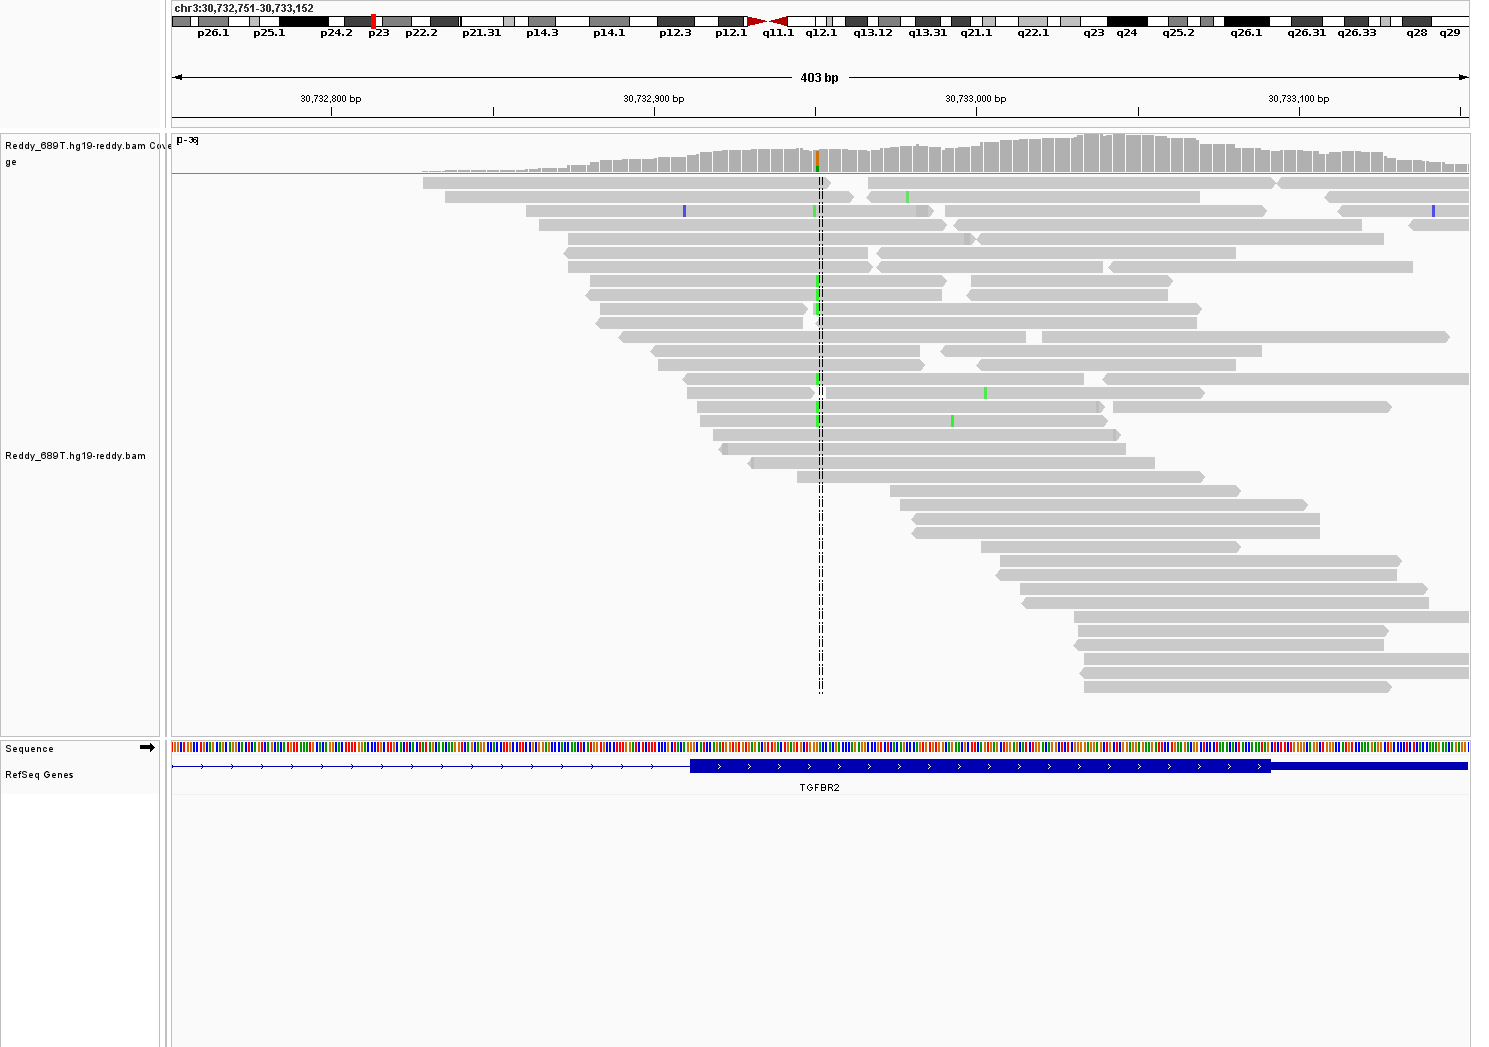 chr3:30,732,751-30,733,152
p26.1 p25.1 p24.2 p23 p22.2 p21.31 p14.3 p14.1 p12.3 p12.1 q11.1 q12.1 q13.12 q13.31 q21.1 q22.1 q23 q24 q25.2 q26.1 q26.31 q26.33 q28 q29
403 bp
30,732,800 bp 30,732,900 bp 30,733,000 bp 30,733,100 bp
[0-36]
Reddy_689T.hg19-reddy.bam Cove
ge
Reddy_689T.hg19-reddy.bam
Sequence
RefSeq Genes
TGFBR2